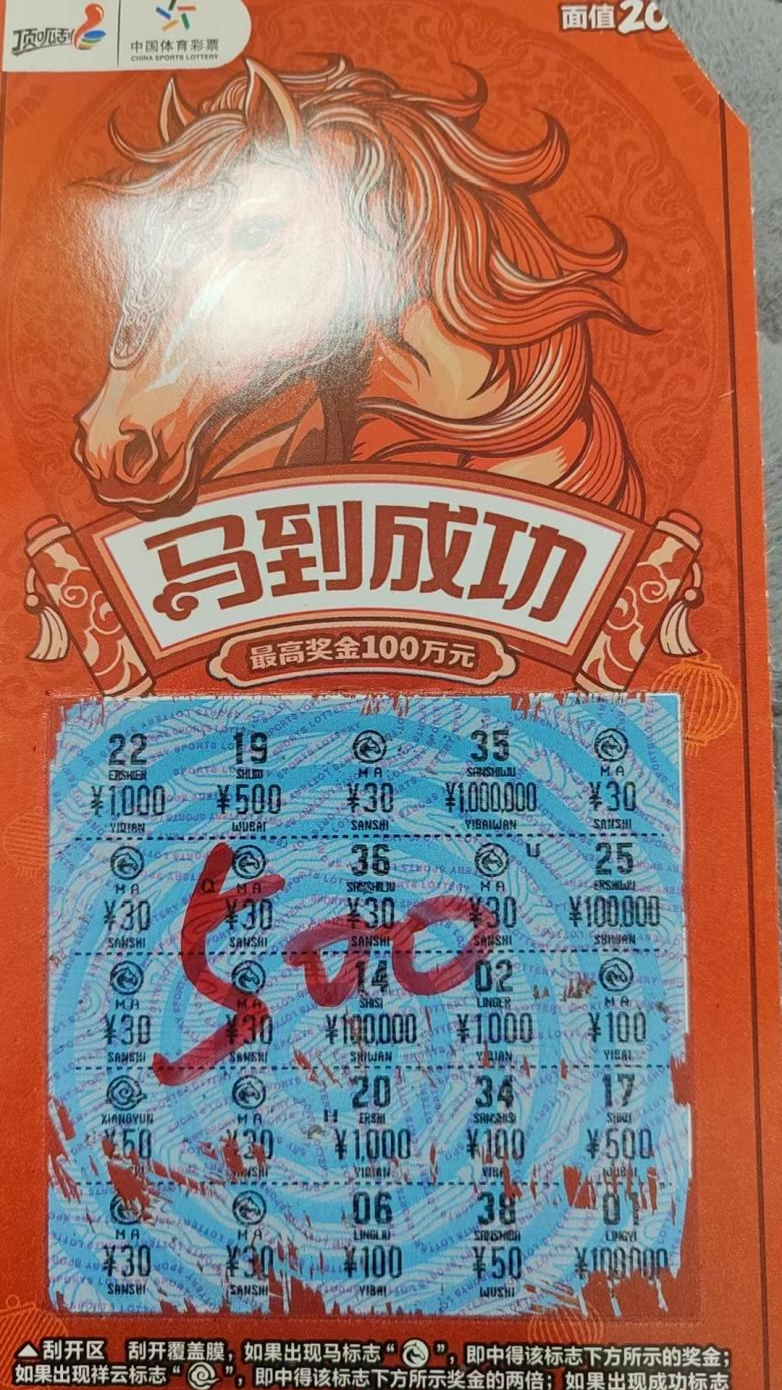 顶呱刮 中国体育彩票 面值20
CHINA SPORTS LOTTERY
马到成功
最高奖金100万元
22 19 35
ERSHIER SHIJIU MA SANSHIWU MA
¥1,000 ¥500 ¥30 ¥1,000,000 ¥30
YIQIAN WUBAI SANSHI YIBAIWAN SANSHI
36 U 25
MA Q MA SANSHILIU MA ERSHIWU
¥30 ¥30 ¥30 ¥30 ¥100,000
SANSHI SANSHI SANSHI SANSHI SHIWAN
500
14 02
MA MA SHISI LINGER MA
¥30 ¥30 ¥100,000 ¥1,000 ¥100
SANSHI SANSHI SHIWAN YIQIAN YIBAI
20 34 17
XIANGYUN MA H ERSHI SANSHISI SHIQI
¥50 ¥30 ¥1,000 ¥100 ¥500
SANSHI YIQIAN YIBAI WUBAI
06 38 01
MA MA LINGLIU SANSHIBA LINGYI
¥30 ¥30 ¥100 ¥50 ¥100,000
SANSHI SANSHI YIBAI WUSHI
▲刮开区 刮开覆盖膜,如果出现马标志“ ”,即中得该标志下方所示的奖金;
如果出现祥云标志“ ”,即中得该标志下方所示奖金的两倍;如果出现成功标志